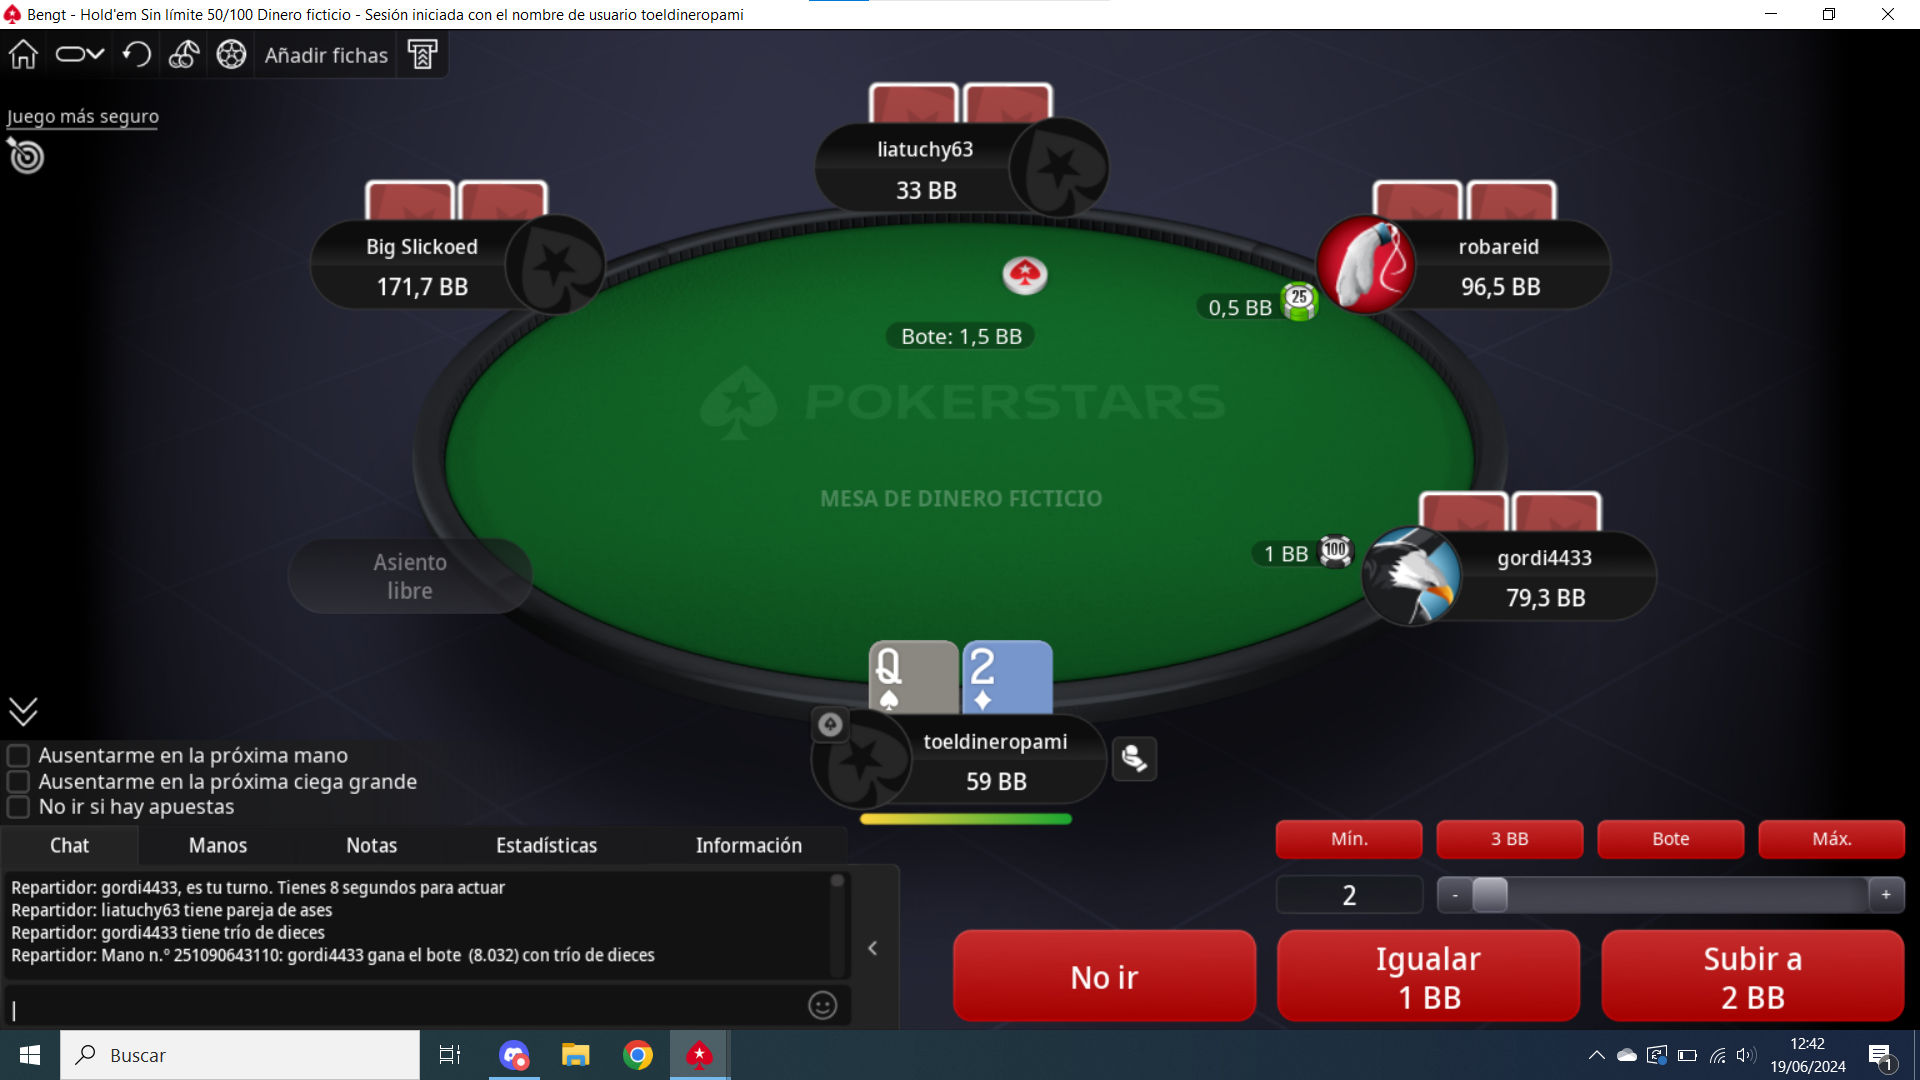 Bengt - Hold'em Sin límite 50/100 Dinero ficticio - Sesión iniciada con el nombre de usuario toeldineropami
Añadir fichas
Juego más seguro
liatuchy63
33 BB
Big Slickoed
171,7 BB
robareid
96,5 BB
0,5 BB
25
Bote: 1,5 BB
POKERSTARS
MESA DE DINERO FICTICIO
1 BB
100
gordi4433
79,3 BB
Asiento
libre
Q
2
toeldineropami
59 BB
Ausentarme en la próxima mano
Ausentarme en la próxima ciega grande
No ir si hay apuestas
Chat
Manos
Notas
Estadísticas
Información
Repartidor: gordi4433, es tu turno. Tienes 8 segundos para actuar
Repartidor: liatuchy63 tiene pareja de ases
Repartidor: gordi4433 tiene trío de dieces
Repartidor: Mano n.º 251090643110: gordi4433 gana el bote (8.032) con trío de dieces
Mín.
3 BB
Bote
Máx.
2
-
+
No ir
Igualar
1 BB
Subir a
2 BB
Buscar
12:42
19/06/2024
1